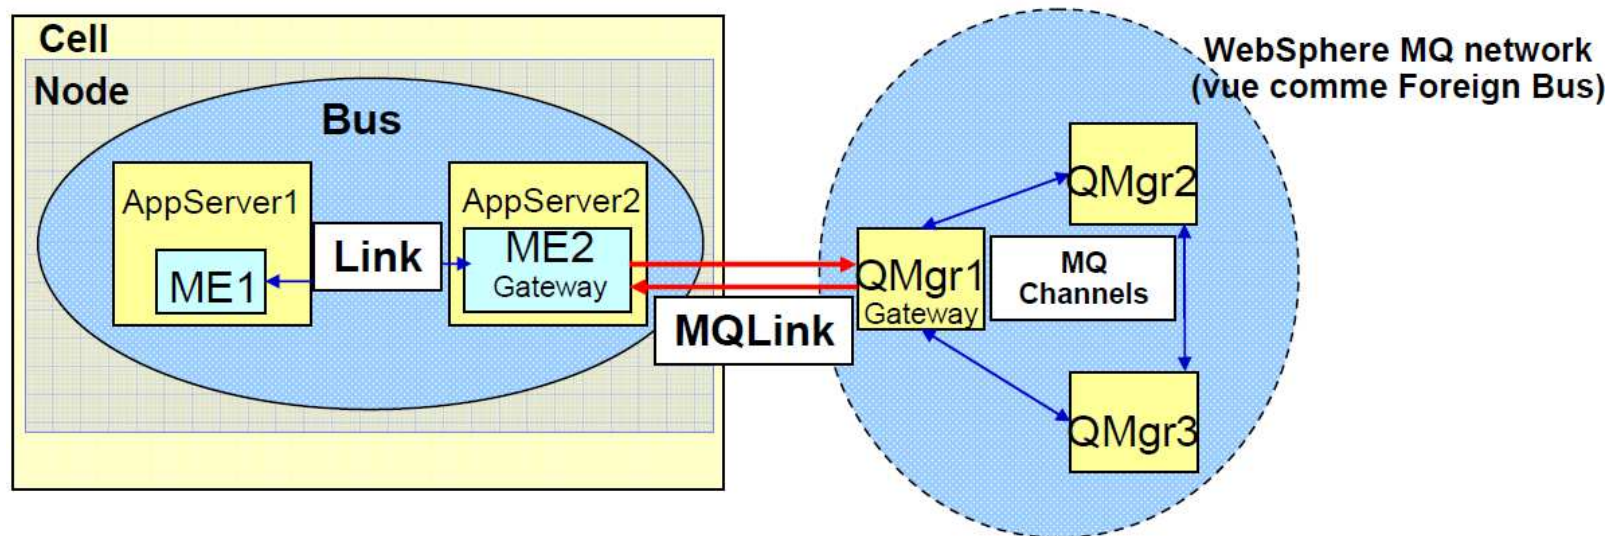 Cell
Node
Bus
AppServer1
ME1
Link
AppServer2
ME2
Gateway
MQLink
WebSphere MQ network
(vue comme Foreign Bus)
QMgr1
Gateway
MQ
Channels
QMgr2
QMgr3